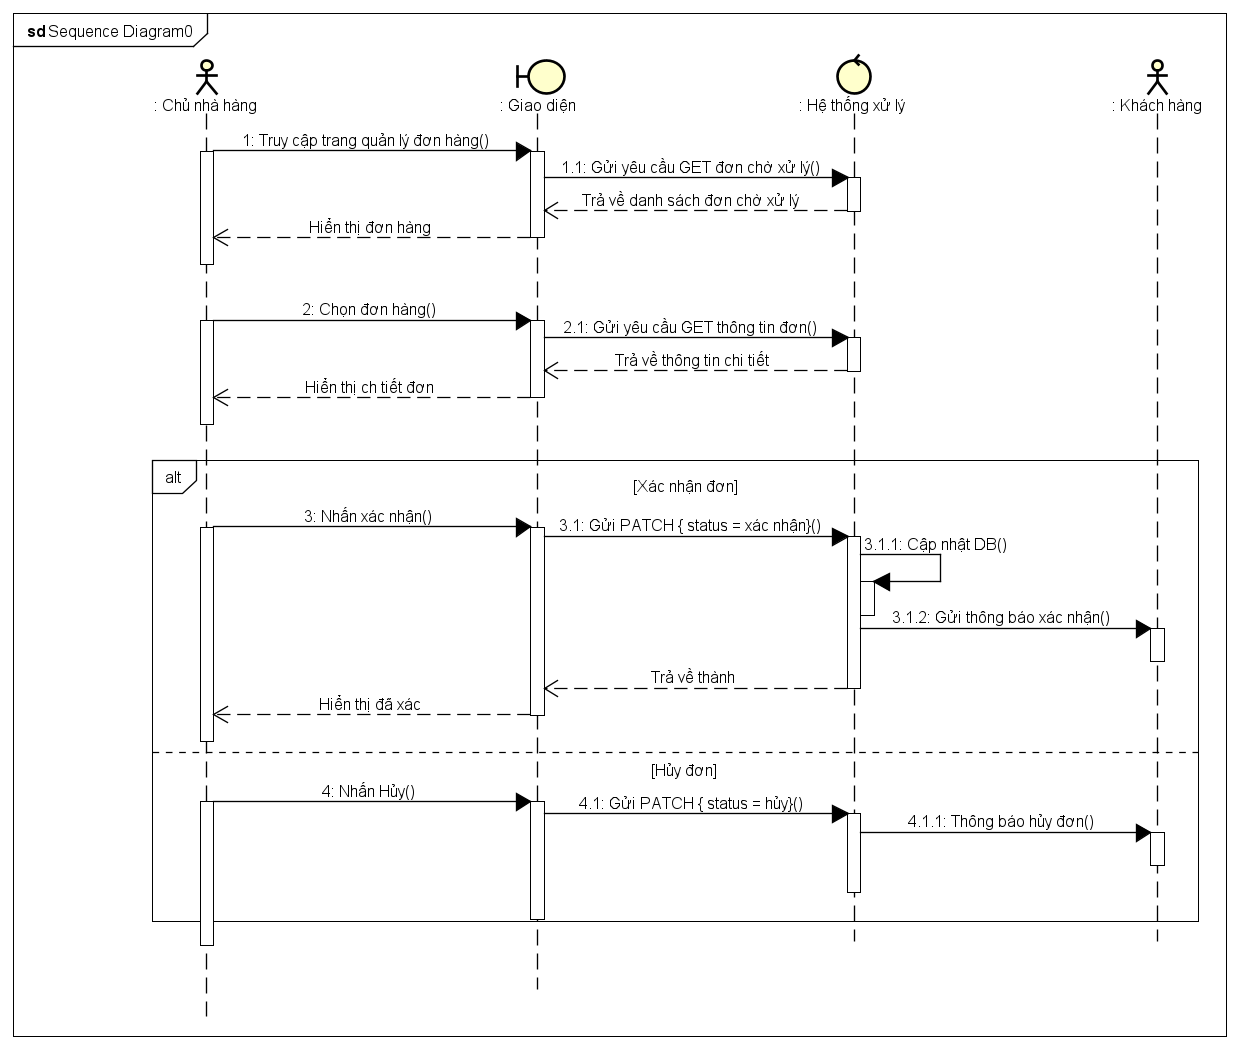 sd Sequence Diagram0
: Chủ nhà hàng
: Giao diện
: Hệ thống xử lý
: Khách hàng
1: Truy cập trang quản lý đơn hàng()
1.1: Gửi yêu cầu GET đơn chờ xử lý()
Trả về danh sách đơn chờ xử lý
Hiển thị đơn hàng
2: Chọn đơn hàng()
2.1: Gửi yêu cầu GET thông tin đơn()
Trả về thông tin chi tiết
Hiển thị ch tiết đơn
alt
[Xác nhận đơn]
3: Nhấn xác nhận()
3.1: Gửi PATCH { status = xác nhận}()
3.1.1: Cập nhật DB()
3.1.2: Gửi thông báo xác nhận()
Trả về thành
Hiển thị đã xác
[Hủy đơn]
4: Nhấn Hủy()
4.1: Gửi PATCH { status = hủy}()
4.1.1: Thông báo hủy đơn()